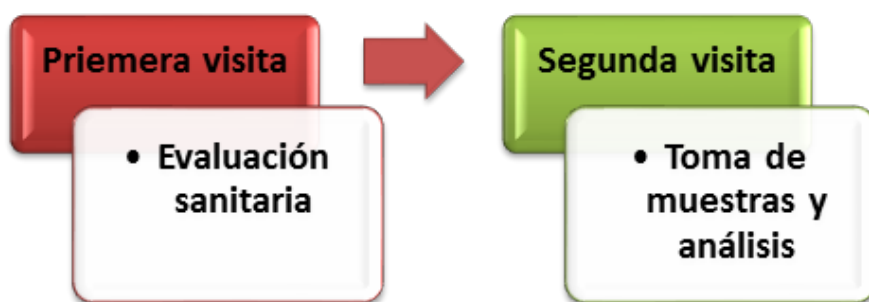 Priemera visita
• Evaluación
sanitaria
Segunda visita
• Toma de
muestras y
análisis